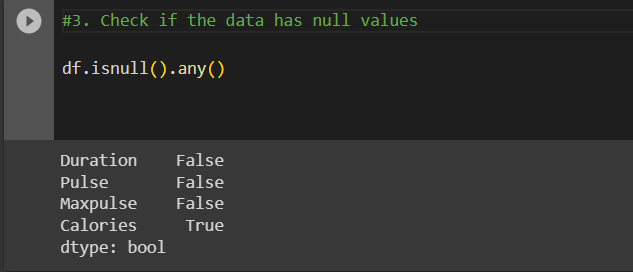 #3. Check if the data has null values
df.isnull().any()
Duration    False
Pulse       False
Maxpulse    False
Calories     True
dtype: bool